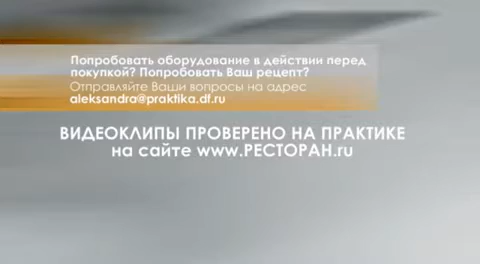 Попробовать оборудование в действии перед
покупкой? Попробовать Ваш рецепт?
Отправляйте Ваши вопросы на адрес
aleksandra@praktika.df.ru
ВИДЕОКЛИПЫ ПРОВЕРЕНО НА ПРАКТИКЕ
на сайте www.РЕСТОРАН.ru